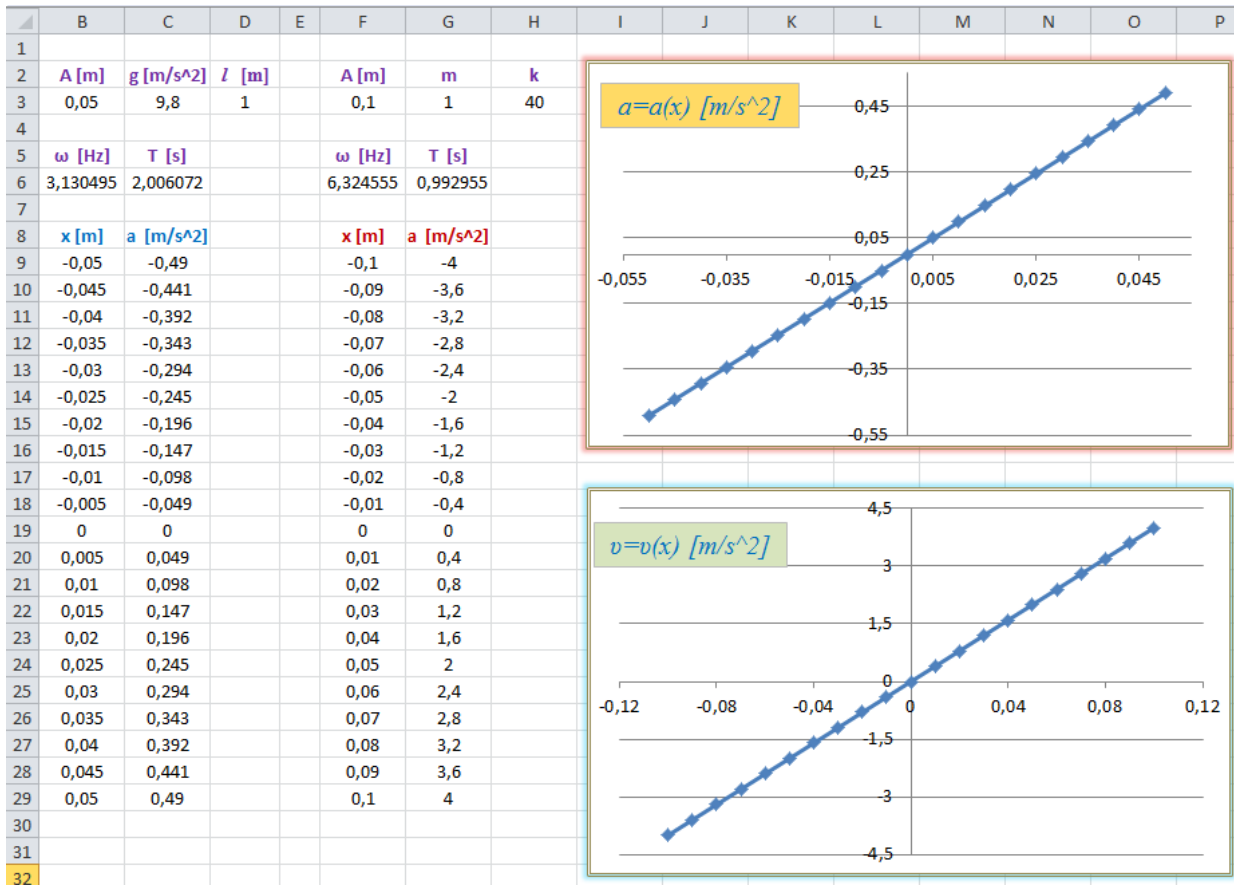 B C D E F G H I J K L M N O P
1
2 A [m] g [m/s^2] l [m] A [m] m k
3 0,05 9,8 1 0,1 1 40
4
5 ω [Hz] T [s] ω [Hz] T [s]
6 3,130495 2,006072 6,324555 0,992955
7
8 x [m] a [m/s^2] x [m] a [m/s^2]
9 -0,05 -0,49 -0,1 -4
10 -0,045 -0,441 -0,09 -3,6
11 -0,04 -0,392 -0,08 -3,2
12 -0,035 -0,343 -0,07 -2,8
13 -0,03 -0,294 -0,06 -2,4
14 -0,025 -0,245 -0,05 -2
15 -0,02 -0,196 -0,04 -1,6
16 -0,015 -0,147 -0,03 -1,2
17 -0,01 -0,098 -0,02 -0,8
18 -0,005 -0,049 -0,01 -0,4
19 0 0 0 0
20 0,005 0,049 0,01 0,4
21 0,01 0,098 0,02 0,8
22 0,015 0,147 0,03 1,2
23 0,02 0,196 0,04 1,6
24 0,025 0,245 0,05 2
25 0,03 0,294 0,06 2,4
26 0,035 0,343 0,07 2,8
27 0,04 0,392 0,08 3,2
28 0,045 0,441 0,09 3,6
29 0,05 0,49 0,1 4
30
31
32
a=a(x) [m/s^2]
0,45
0,25
0,05
-0,055 -0,035 -0,015 0,005 0,025 0,045
-0,15
-0,35
-0,55
4,5
υ=υ(x) [m/s^2]
3
1,5
0
-0,12 -0,08 -0,04 0 0,04 0,08 0,12
-1,5
-3
-4,5